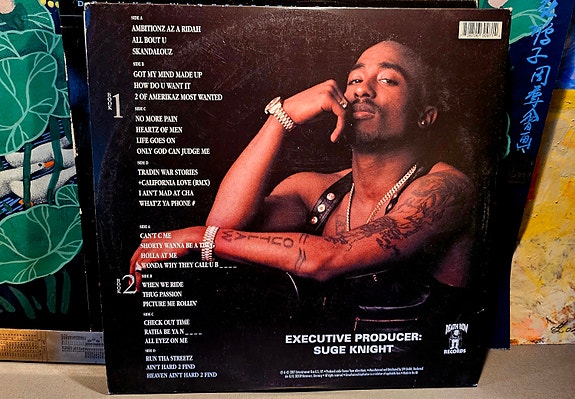 SIDE A
AMBITIONZ AZ A RIDAH
ALL BOUT U
SKANDALOUZ
SIDE B
GOT MY MIND MADE UP
HOW DO U WANT IT
2 OF AMERIKAZ MOST WANTED
BOOK 1
SIDE C
NO MORE PAIN
HEARTZ OF MEN
LIFE GOES ON
ONLY GOD CAN JUDGE ME
SIDE D
TRADIN WAR STORIES
*CALIFORNIA LOVE (RMX)
I AIN'T MAD AT CHA
WHAT'Z YA PHONE #
SIDE A
CAN'T C ME
SHORTY WANNA BE A
HOLLA AT ME
WONDA WHY THEY CALL U B _ _ _ _
BOOK 2
SIDE B
WHEN WE RIDE
THUG PASSION
PICTURE ME ROLLIN'
SIDE C
CHECK OUT TIME
RATHA BE YA N _ _ _ _
ALL EYEZ ON ME
SIDE D
RUN THA STREETZ
AIN'T HARD 2 FIND
HEAVEN AIN'T HARD 2 FIND
OUTLAW
EXECUTIVE PRODUCER:
SUGE KNIGHT
DEATH ROW
RECORDS